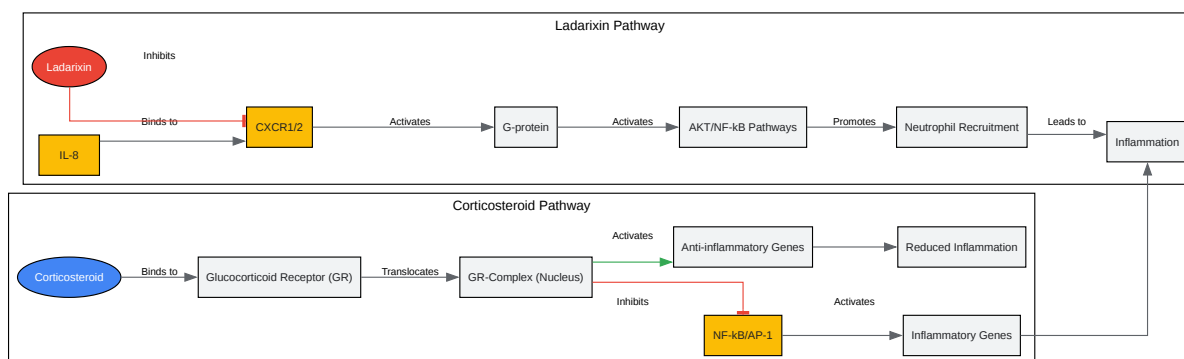 Ladarixin Pathway
Ladarixin
Inhibits
Binds to
CXCR1/2
Activates
G-protein
Activates
AKT/NF-kB Pathways
Promotes
Neutrophil Recruitment
Leads to
Inflammation
IL-8
Corticosteroid Pathway
Corticosteroid
Binds to
Glucocorticoid Receptor (GR)
Translocates
GR-Complex (Nucleus)
Activates
Anti-inflammatory Genes
Reduced Inflammation
Inhibits
NF-kB/AP-1
Activates
Inflammatory Genes